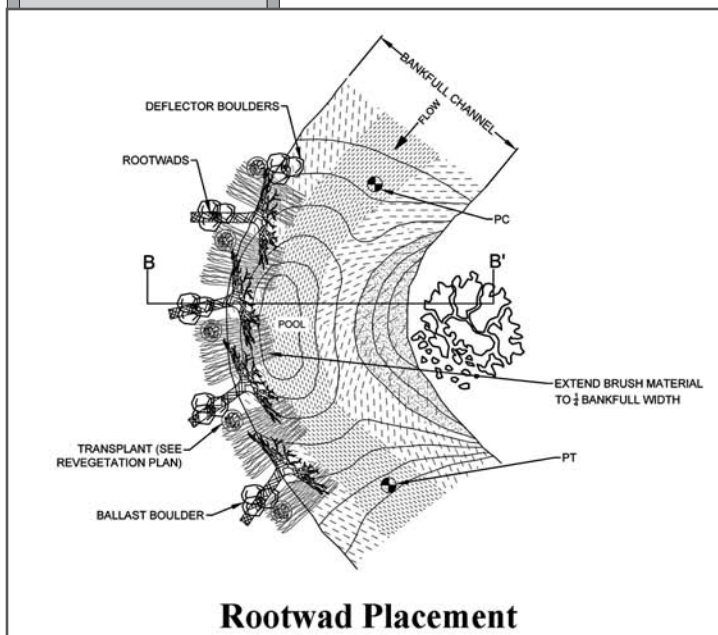 BANKFULL CHANNEL
FLOW
DEFLECTOR BOULDERS
ROOTWADS
PC
B
B'
POOL
EXTEND BRUSH MATERIAL
TO ¼ BANKFULL WIDTH
TRANSPLANT (SEE
REVEGETATION PLAN)
PT
BALLAST BOULDER
Rootwad Placement